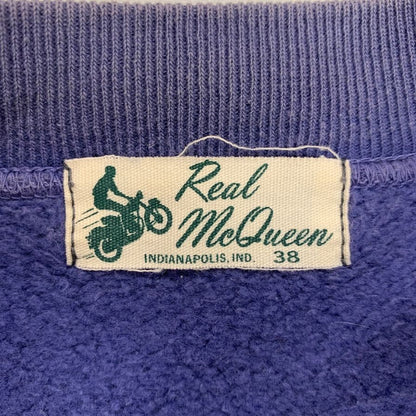 Real
McQueen
INDIANAPOLIS, IND. 38